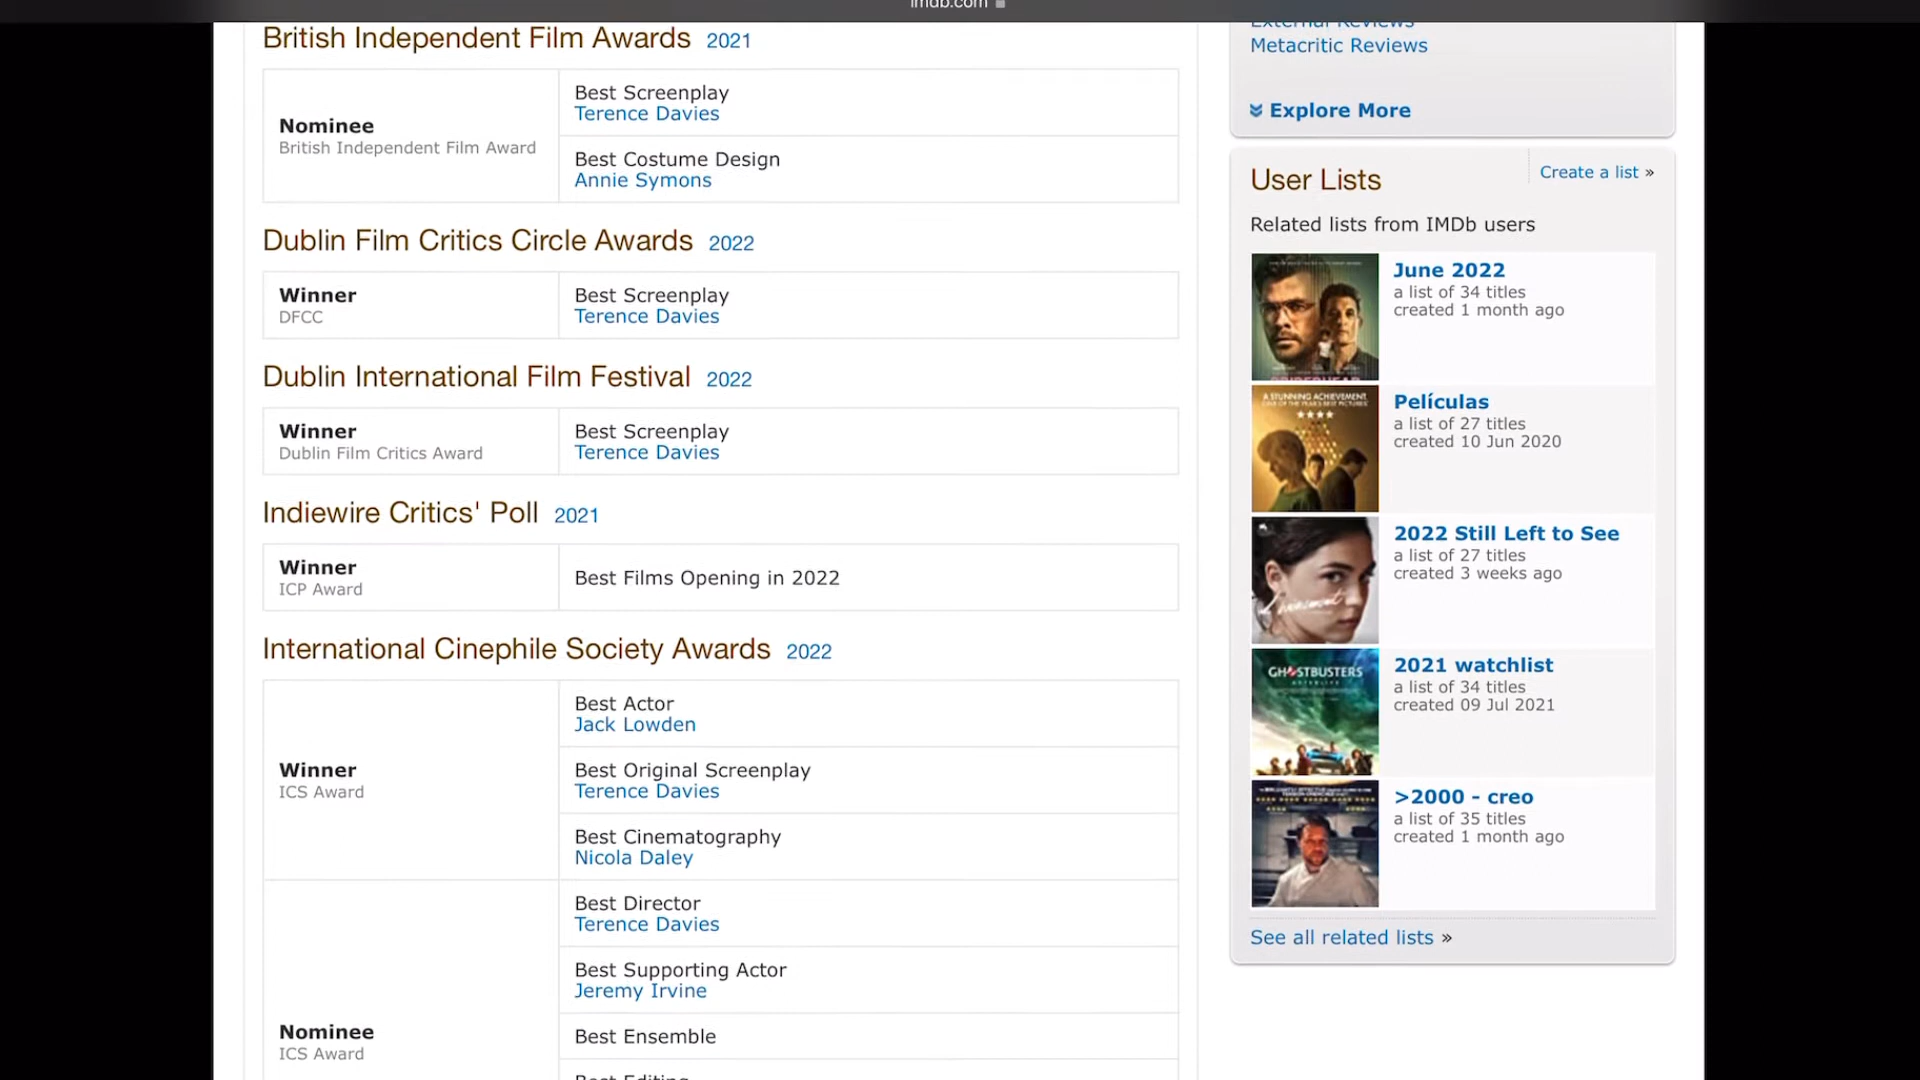 imdb.com
British Independent Film Awards 2021
Nominee
British Independent Film Award
Best Screenplay
Terence Davies
Best Costume Design
Annie Symons
Dublin Film Critics Circle Awards 2022
Winner
DFCC
Best Screenplay
Terence Davies
Dublin International Film Festival 2022
Winner
Dublin Film Critics Award
Best Screenplay
Terence Davies
Indiewire Critics' Poll 2021
Winner
ICP Award
Best Films Opening in 2022
International Cinephile Society Awards 2022
Winner
ICS Award
Best Actor
Jack Lowden
Best Original Screenplay
Terence Davies
Best Cinematography
Nicola Daley
Nominee
ICS Award
Best Director
Terence Davies
Best Supporting Actor
Jeremy Irvine
Best Ensemble
Best Editing
External Reviews
Metacritic Reviews
Explore More
User Lists
Create a list »
Related lists from IMDb users
June 2022
a list of 34 titles
created 1 month ago
A STUNNING ACHIEVEMENT.
Películas
a list of 27 titles
created 10 Jun 2020
2022 Still Left to See
a list of 27 titles
created 3 weeks ago
GHOSTBUSTERS
AFTERLIFE
2021 watchlist
a list of 34 titles
created 09 Jul 2021
>2000 - creo
a list of 35 titles
created 1 month ago
See all related lists »